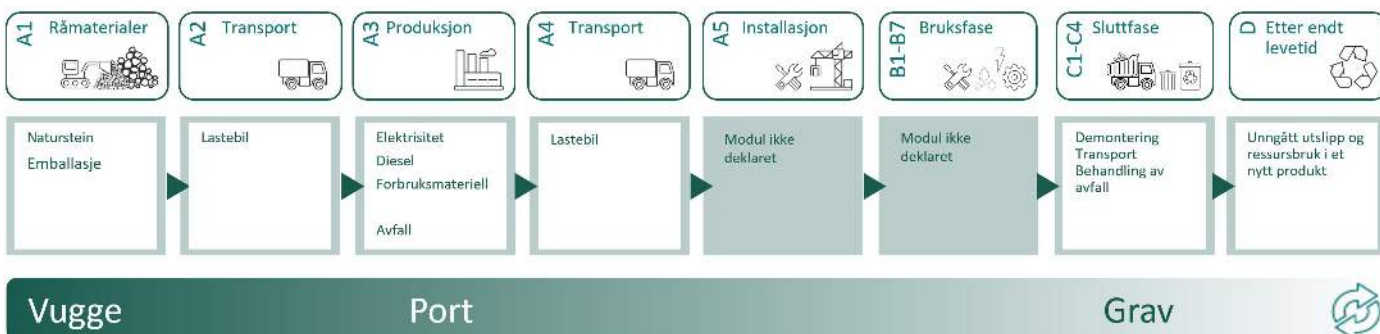 A1 Råmaterialer
A2 Transport
A3 Produksjon
A4 Transport
A5 Installasjon
B1-B7 Bruksfase
C1-C4 Sluttfase
D Etter endt
levetid
Naturstein
Emballasje
Lastebil
Elektrisitet
Diesel
Forbruksmateriell
Avfall
Lastebil
Modul ikke
deklaret
Modul ikke
deklaret
Demontering
Transport
Behandling av
avfall
Unngått utslipp og
ressursbruk i et
nytt produkt
Vugge
Port
Grav